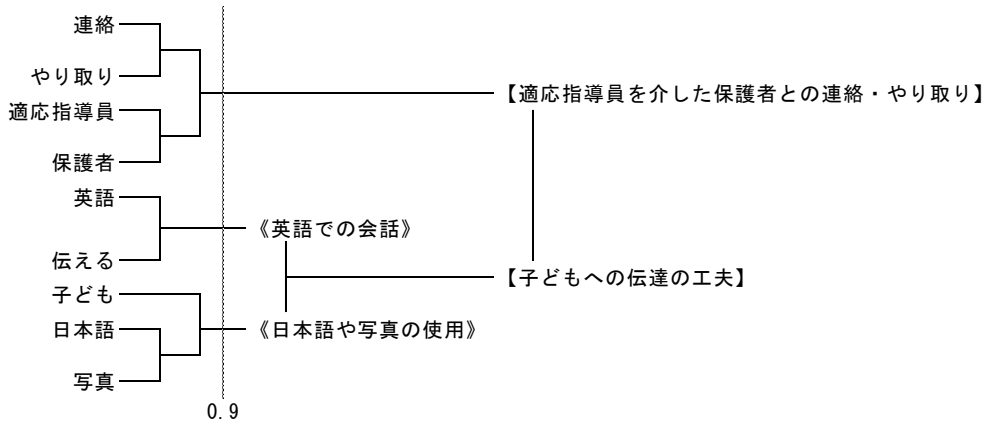 連絡
やり取り
適応指導員
保護者
英語
伝える
子ども
日本語
写真
0.9
《英語での会話》
《日本語や写真の使用》
【適応指導員を介した保護者との連絡・やり取り】
【子どもへの伝達の工夫】